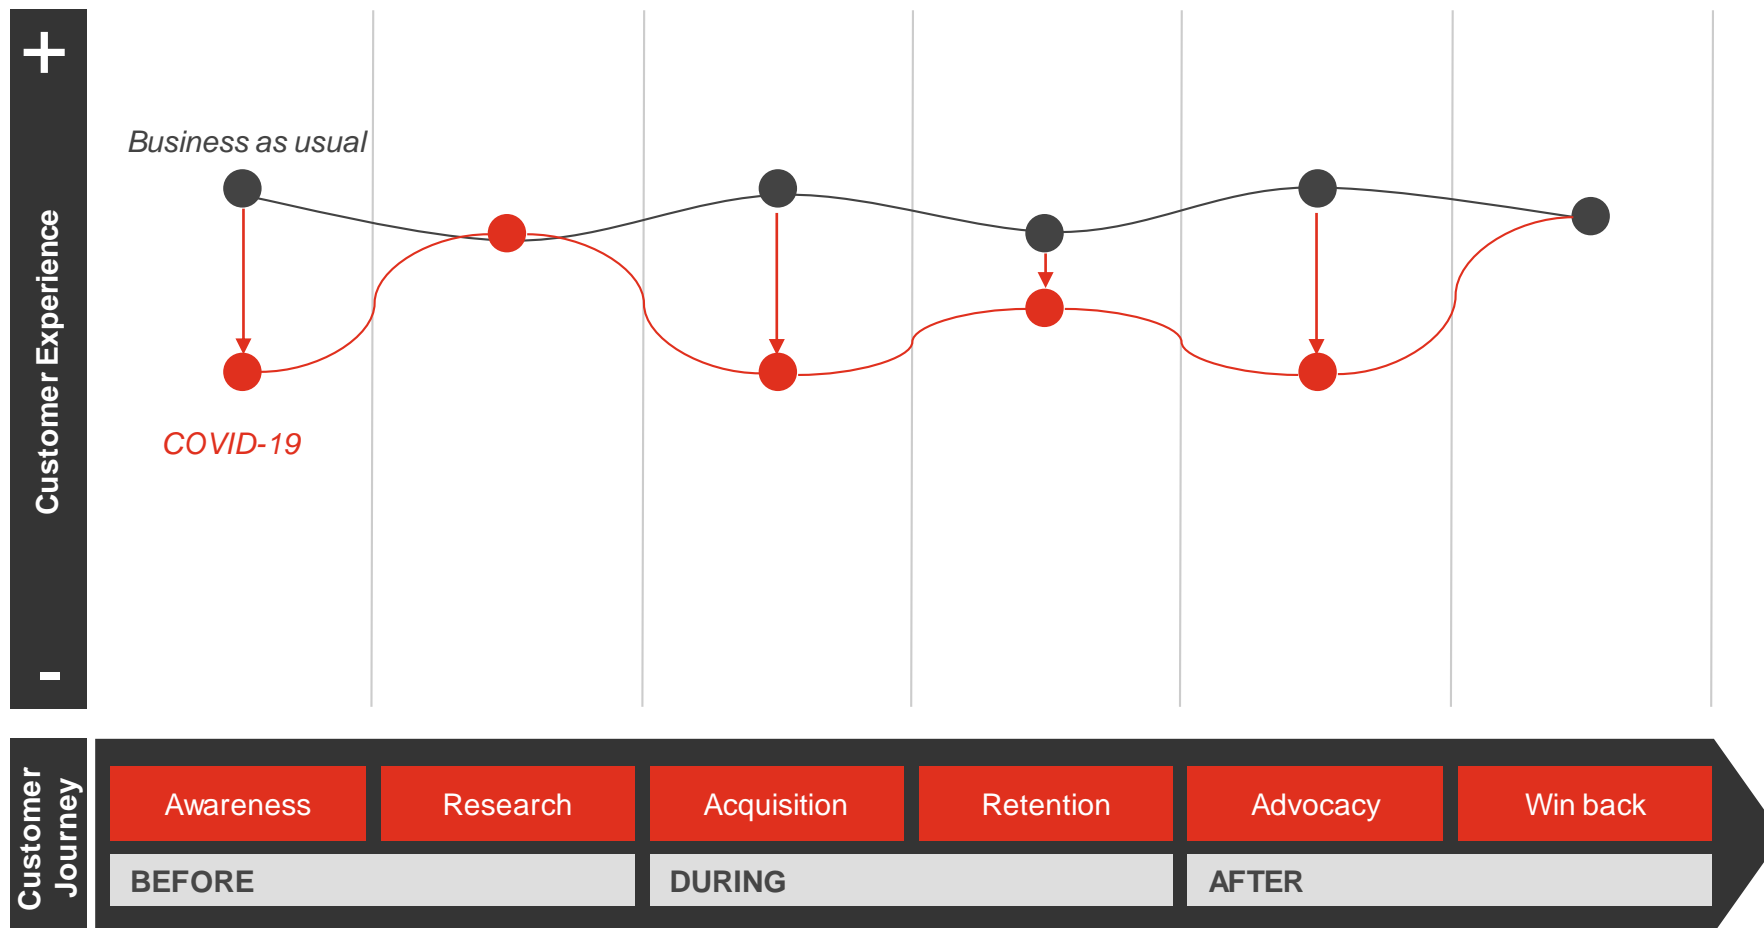 +
Business as usual
Customer Experience
COVID-19
-
Customer
Journey
Awareness
Research
Acquisition
Retention
Advocacy
Win back
BEFORE
DURING
AFTER